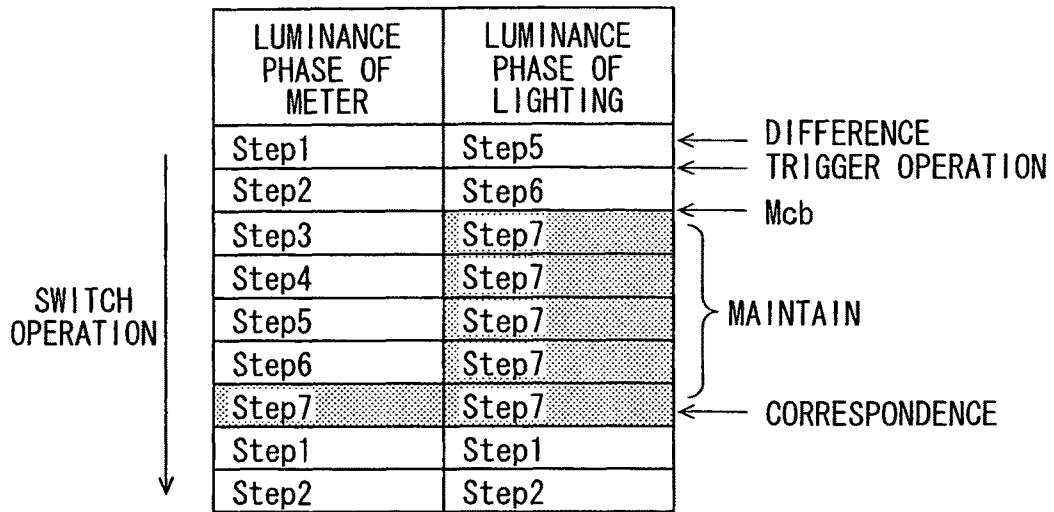 LUMINANCE
PHASE OF
METER
LUMINANCE
PHASE OF
LIGHTING
Step1 Step5
DIFFERENCE
TRIGGER OPERATION
Step2 Step6
Mcb
Step3 Step7
Step4 Step7
Step5 Step7
Step6 Step7
Step7 Step7
Step1 Step1
Step2 Step2
SWITCH
OPERATION
MAINTAIN
CORRESPONDENCE